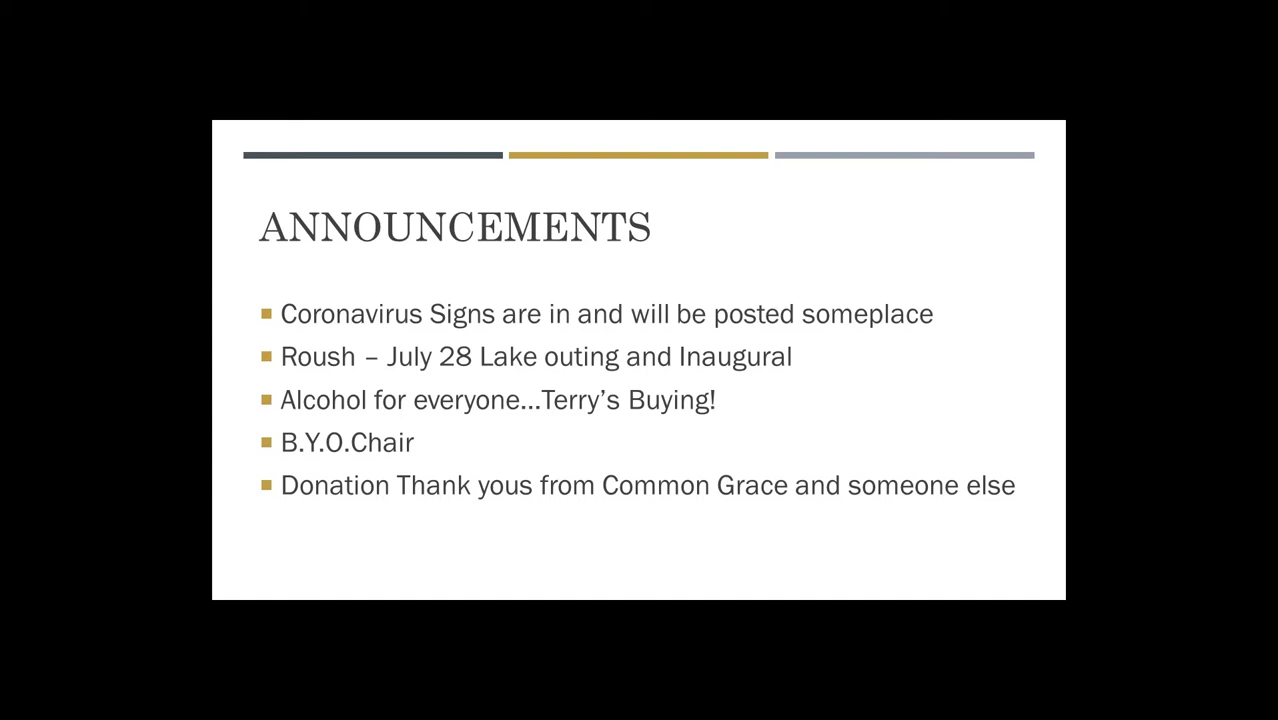 ANNOUNCEMENTS
Coronavirus Signs are in and will be posted someplace
Roush – July 28 Lake outing and Inaugural
Alcohol for everyone…Terry’s Buying!
B.Y.O.Chair
Donation Thank yous from Common Grace and someone else